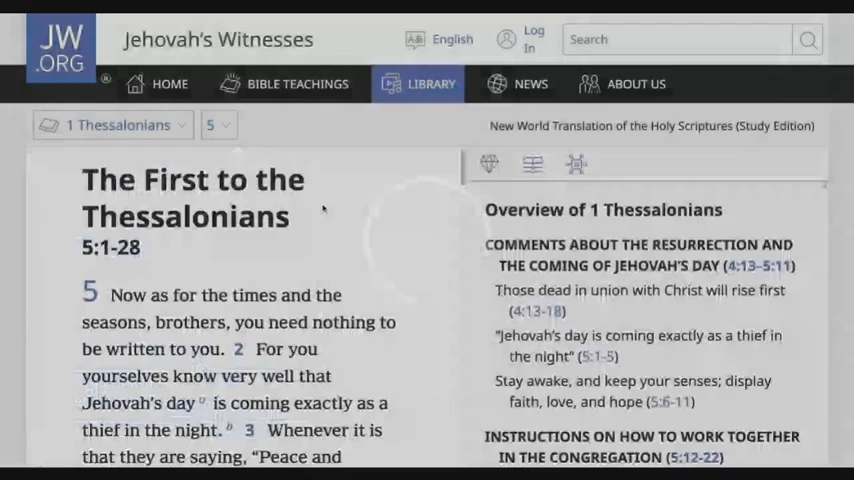 JW
.ORG
®
Jehovah's Witnesses
English
Log
In
Search
HOME
BIBLE TEACHINGS
LIBRARY
NEWS
ABOUT US
1 Thessalonians
5
New World Translation of the Holy Scriptures (Study Edition)
The First to the
Thessalonians
5:1-28
5 Now as for the times and the
seasons, brothers, you need nothing to
be written to you. 2 For you
yourselves know very well that
Jehovah's day a is coming exactly as a
thief in the night. b 3 Whenever it is
that they are saying, "Peace and
Overview of 1 Thessalonians
COMMENTS ABOUT THE RESURRECTION AND
THE COMING OF JEHOVAH'S DAY (4:13–5:11)
Those dead in union with Christ will rise first
(4:13-18)
"Jehovah's day is coming exactly as a thief in
the night" (5:1-5)
Stay awake, and keep your senses; display
faith, love, and hope (5:6-11)
INSTRUCTIONS ON HOW TO WORK TOGETHER
IN THE CONGREGATION (5:12-22)